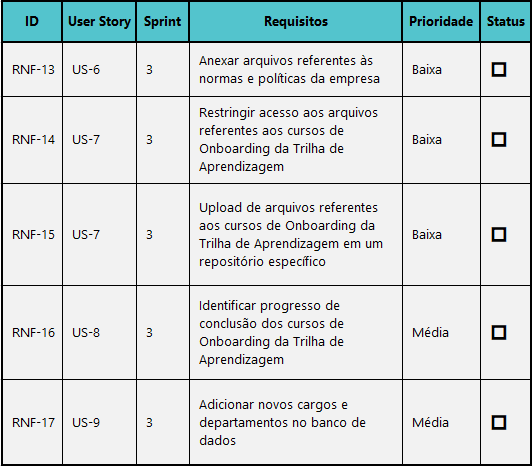 ID User Story Sprint Requisitos Prioridade Status
RNF-13 US-6 3 Anexar arquivos referentes às
normas e políticas da empresa Baixa
RNF-14 US-7 3 Restringir acesso aos arquivos
referentes aos cursos de
Onboarding da Trilha de
Aprendizagem Baixa
RNF-15 US-7 3 Upload de arquivos referentes
aos cursos de Onboarding da
Trilha de Aprendizagem em um
repositório específico Baixa
RNF-16 US-8 3 Identificar progresso de
conclusão dos cursos de
Onboarding da Trilha de
Aprendizagem Média
RNF-17 US-9 3 Adicionar novos cargos e
departamentos no banco de
dados Média